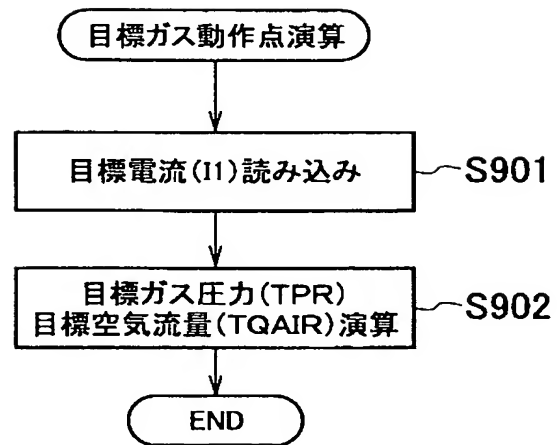 目標ガス動作点演算
目標電流(I1)読み込み
S901
目標ガス圧力(TPR)
目標空気流量(TQAIR)演算
S902
END